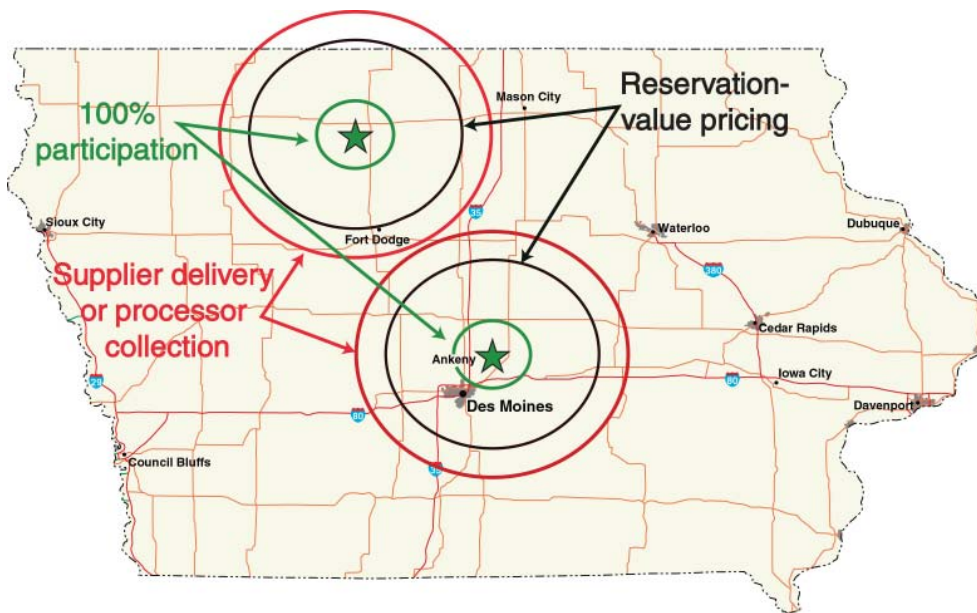 Reservation-
value pricing
100%
participation
Mason City
35
Sioux City
Fort Dodge
Waterloo
Dubuque
380
Supplier delivery
or processor
collection
Ankeny
Cedar Rapids
29
80
Iowa City
80
Des Moines
Davenport
Council Bluffs
35